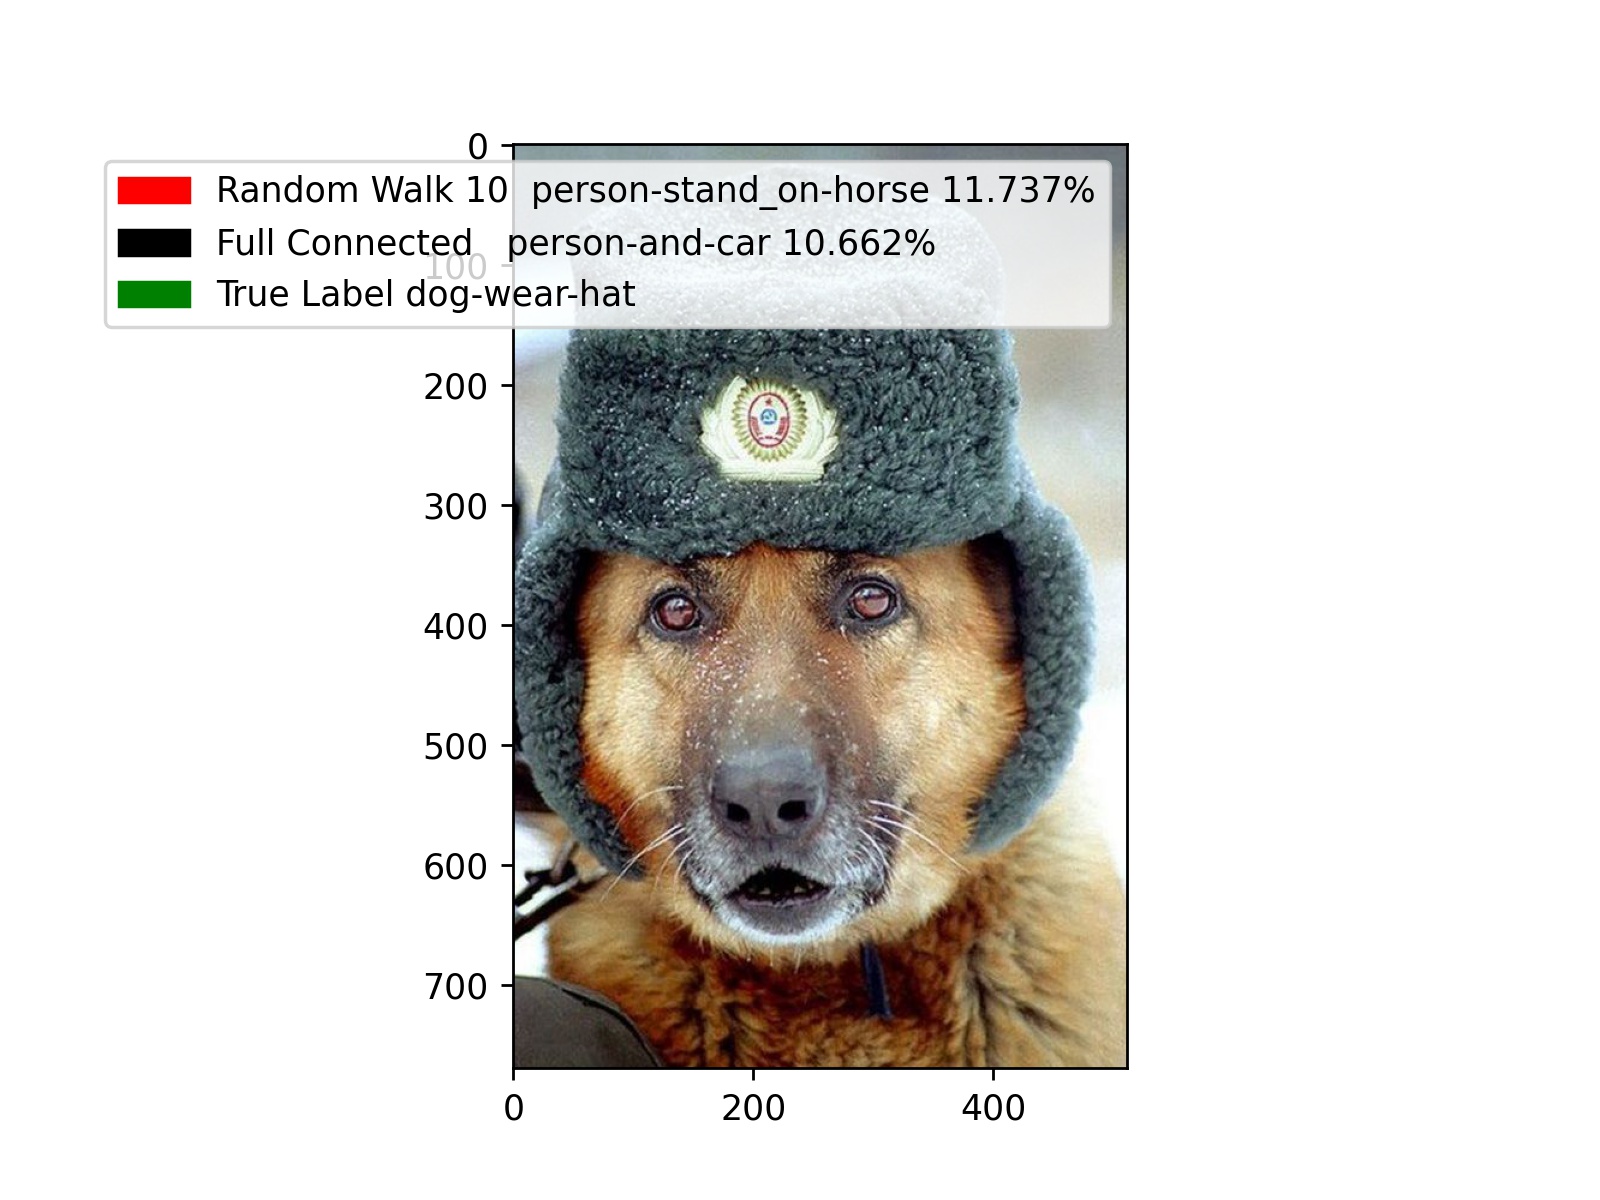 0
Random Walk 10  person-stand_on-horse 11.737%
Full Connected   person-and-car 10.662%
100
True Label dog-wear-hat
200
300
400
500
600
700
0 200 400